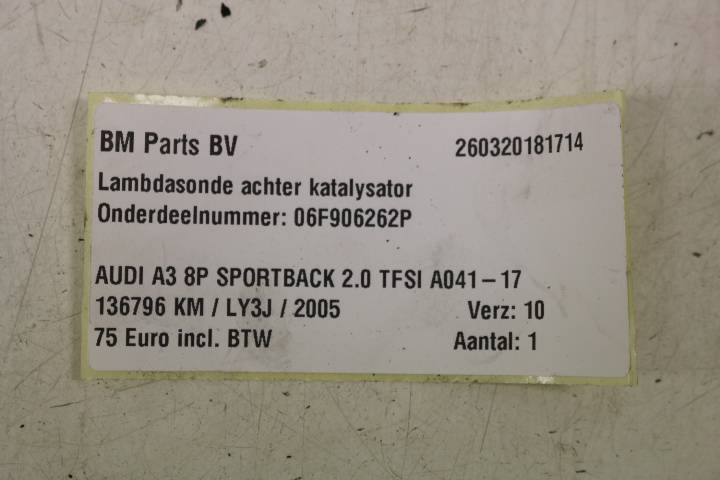 BM Parts BV 260320181714
Lambdasonde achter katalysator
Onderdeelnummer: 06F906262P
AUDI A3 8P SPORTBACK 2.0 TFSI A041-17
136796 KM / LY3J / 2005 Verz: 10
75 Euro incl. BTW Aantal: 1